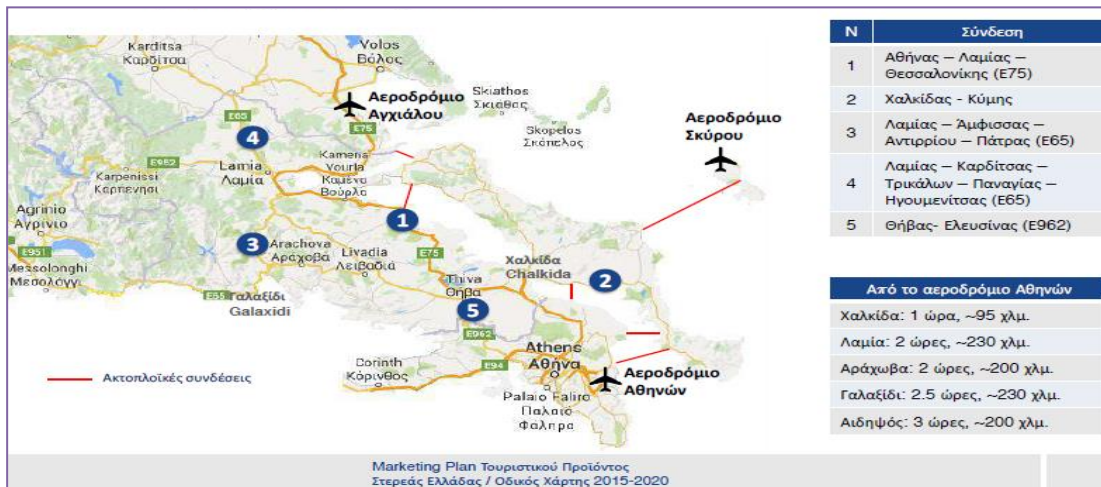 Karditsa
Καρδίτσα
Volos
Βόλος
Αεροδρόμιο
Αγχιάλου
Skiathos
Σκιάθος
Skopelos
Σκόπελος
Αεροδρόμιο
Σκύρου
E65
4
E75
E952
Karpenissi
Καρπενήσι
Lamia
Λαμία
Kamena
Vourla
Καμένα
Βούρλα
Agrinio
Αγρίνιο
1
3
Arachova
Αράχοβα
Livadia
Λειβαδιά
E75
Χαλκίδα
Chalkida
2
E951
Messolonghi
Μεσολόγγι
E65
Γαλαξίδι
Galaxidi
Thiva
Θήβα
5
E962
Athens
Αθήνα
Corinth
Κόρινθος
E94
Αεροδρόμιο
Αθηνών
Palaio Faliro
Παλαιό
Φάληρο
Ακτοπλοϊκές συνδέσεις
N Σύνδεση
1 Αθήνας – Λαμίας –
Θεσσαλονίκης (E75)
2 Χαλκίδας - Κύμης
3 Λαμίας – Άμφισσας –
Αντιρρίου – Πάτρας (E65)
4 Λαμίας – Καρδίτσας –
Τρικάλων – Παναγίας –
Ηγουμενίτσας (E65)
5 Θήβας- Ελευσίνας (E962)
Από το αεροδρόμιο Αθηνών
Χαλκίδα: 1 ώρα, ~95 χλμ.
Λαμία: 2 ώρες, ~230 χλμ.
Αράχωβα: 2 ώρες, ~200 χλμ.
Γαλαξίδι: 2.5 ώρες, ~230 χλμ.
Αιδηψός: 3 ώρες, ~200 χλμ.
Marketing Plan Τουριστικού Προϊόντος
Στερεάς Ελλάδας / Οδικός Χάρτης 2015-2020